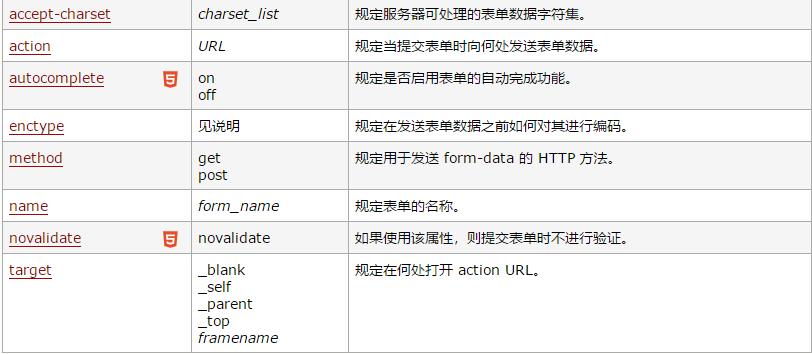 accept-charset charset_list 规定服务器可处理的表单数据字符集。
action URL 规定当提交表单时向何处发送表单数据。
autocomplete 5 on 规定是否启用表单的自动完成功能。
off
enctype 见说明 规定在发送表单数据之前如何对其进行编码。
method get 规定用于发送 form-data 的 HTTP 方法。
post
name form_name 规定表单的名称。
novalidate 5 novalidate 如果使用该属性，则提交表单时不进行验证。
target _blank 规定在何处打开 action URL。
_self
_parent
_top
framename